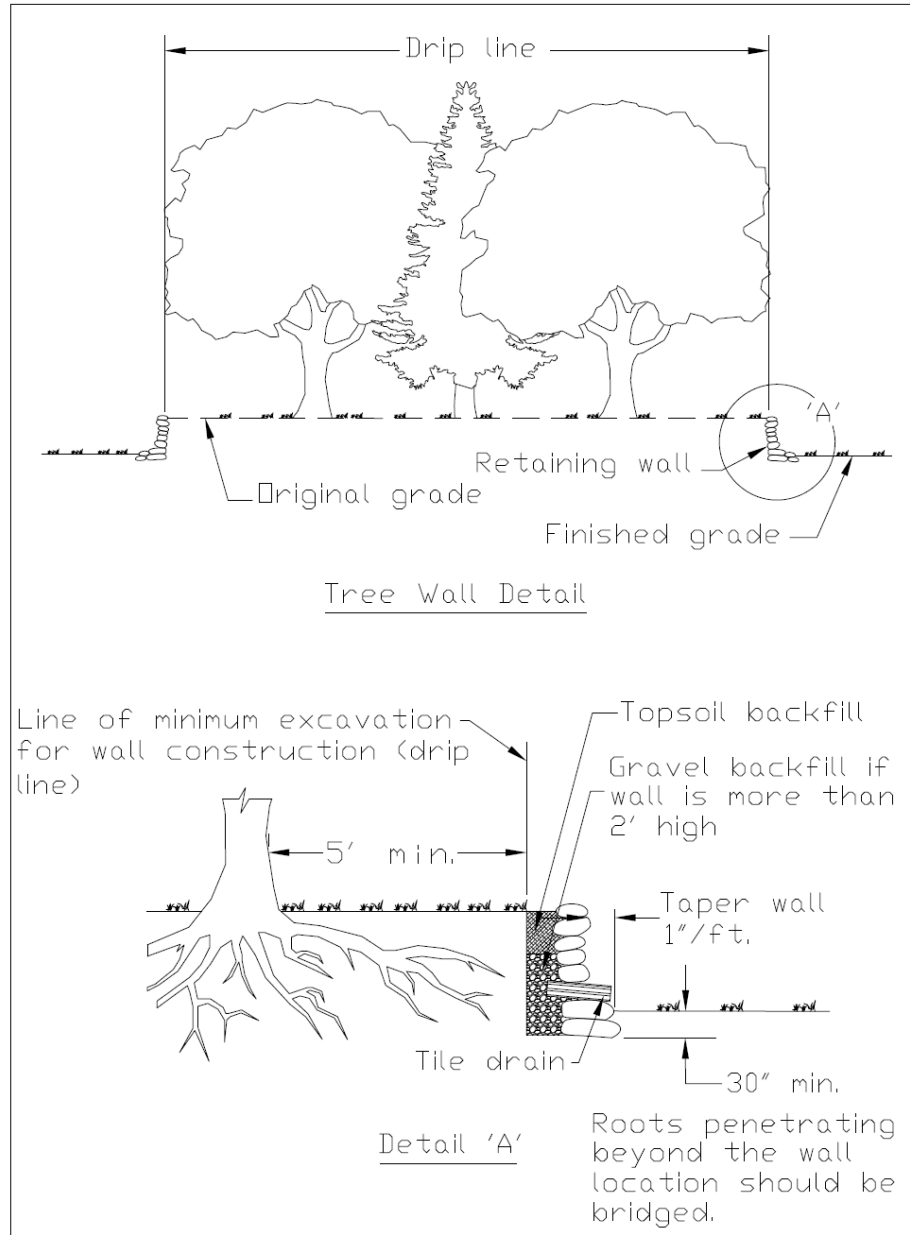 Drip line
'A'
Retaining wall
Original grade
Finished grade
Tree Wall Detail
Line of minimum excavation
for wall construction (drip
line)
Topsoil backfill
Gravel backfill if
wall is more than
2' high
5' min.
Taper wall
1"/ft.
Tile drain
30" min.
Detail 'A'
Roots penetrating
beyond the wall
location should be
bridged.